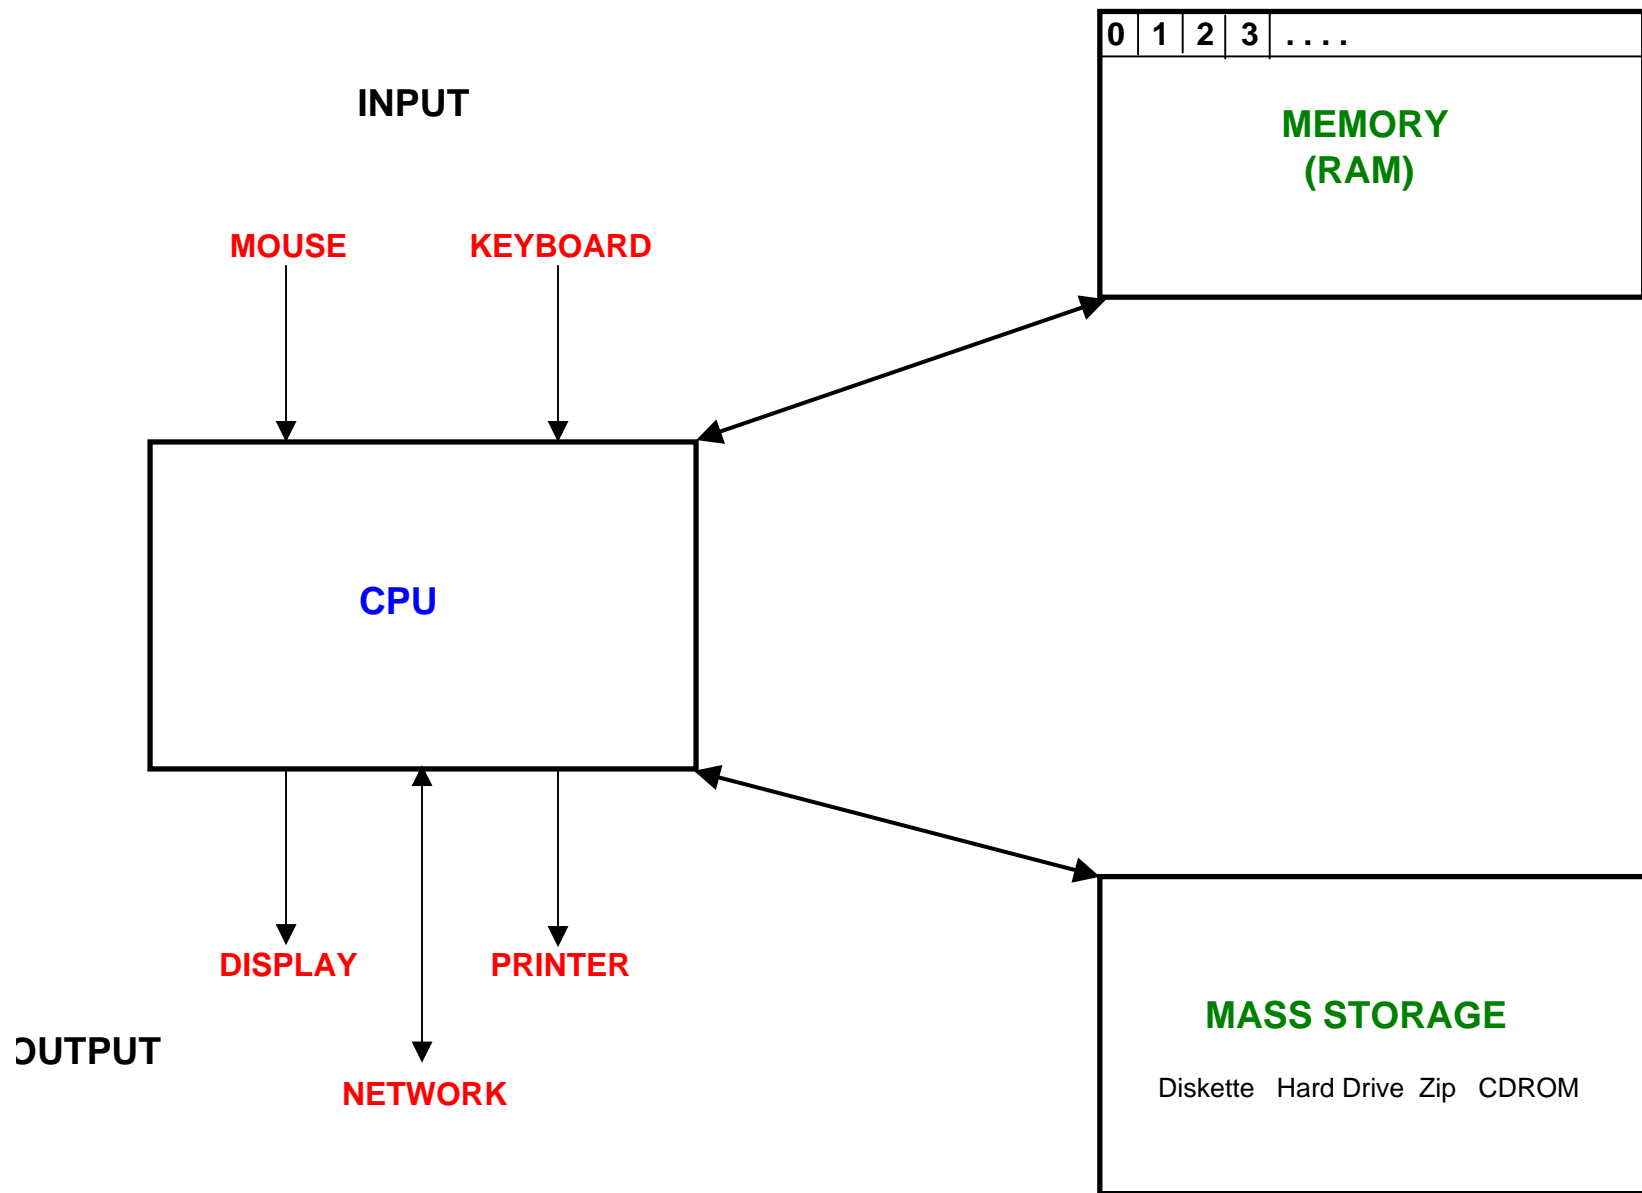 0 1 2 3 ....
INPUT
MEMORY
(RAM)
MOUSE KEYBOARD
CPU
DISPLAY PRINTER
MASS STORAGE
OUTPUT
Diskette Hard Drive Zip CDROM
NETWORK